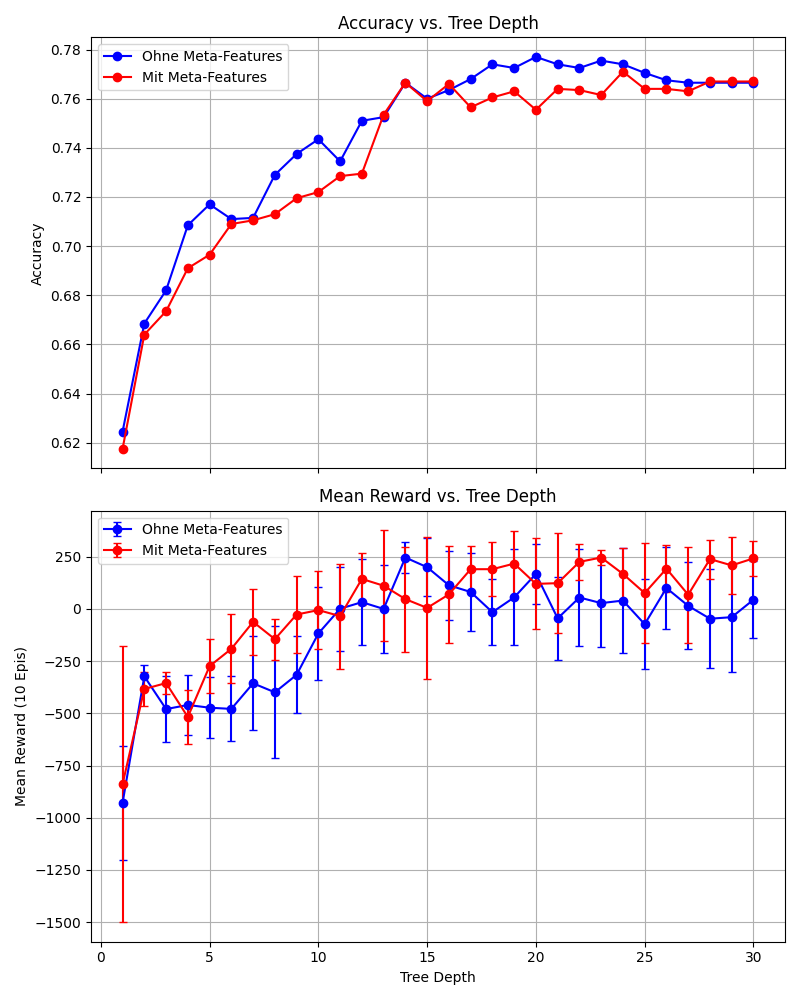 Accuracy vs. Tree Depth
Ohne Meta-Features
Mit Meta-Features
Accuracy
0.78
0.76
0.74
0.72
0.70
0.68
0.66
0.64
0.62
Mean Reward vs. Tree Depth
Ohne Meta-Features
Mit Meta-Features
Mean Reward (10 Epis)
250
0
−250
−500
−750
−1000
−1250
−1500
0 5 10 15 20 25 30
Tree Depth